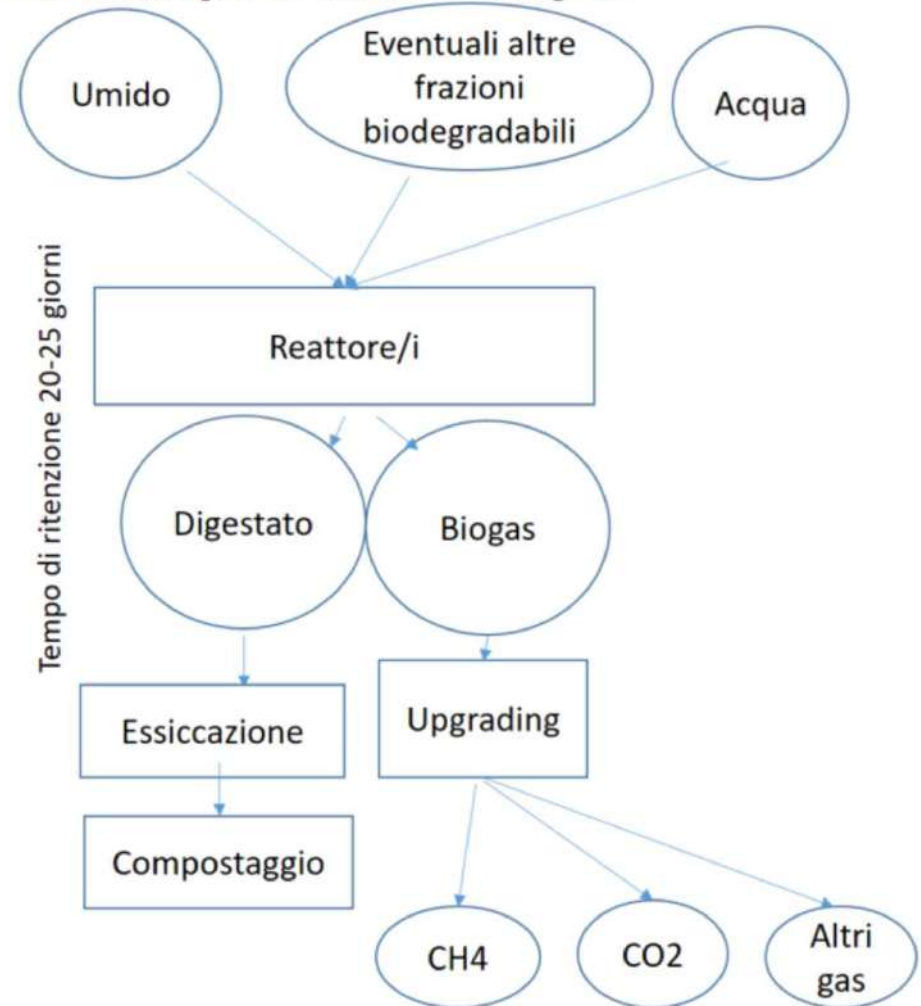 Umido
Eventuali altre
frazioni
biodegradabili
Acqua
Tempo di ritenzione 20-25 giorni
Reattore/i
Digestato
Biogas
Essiccazione
Upgrading
Compostaggio
CH4
CO2
Altri
gas